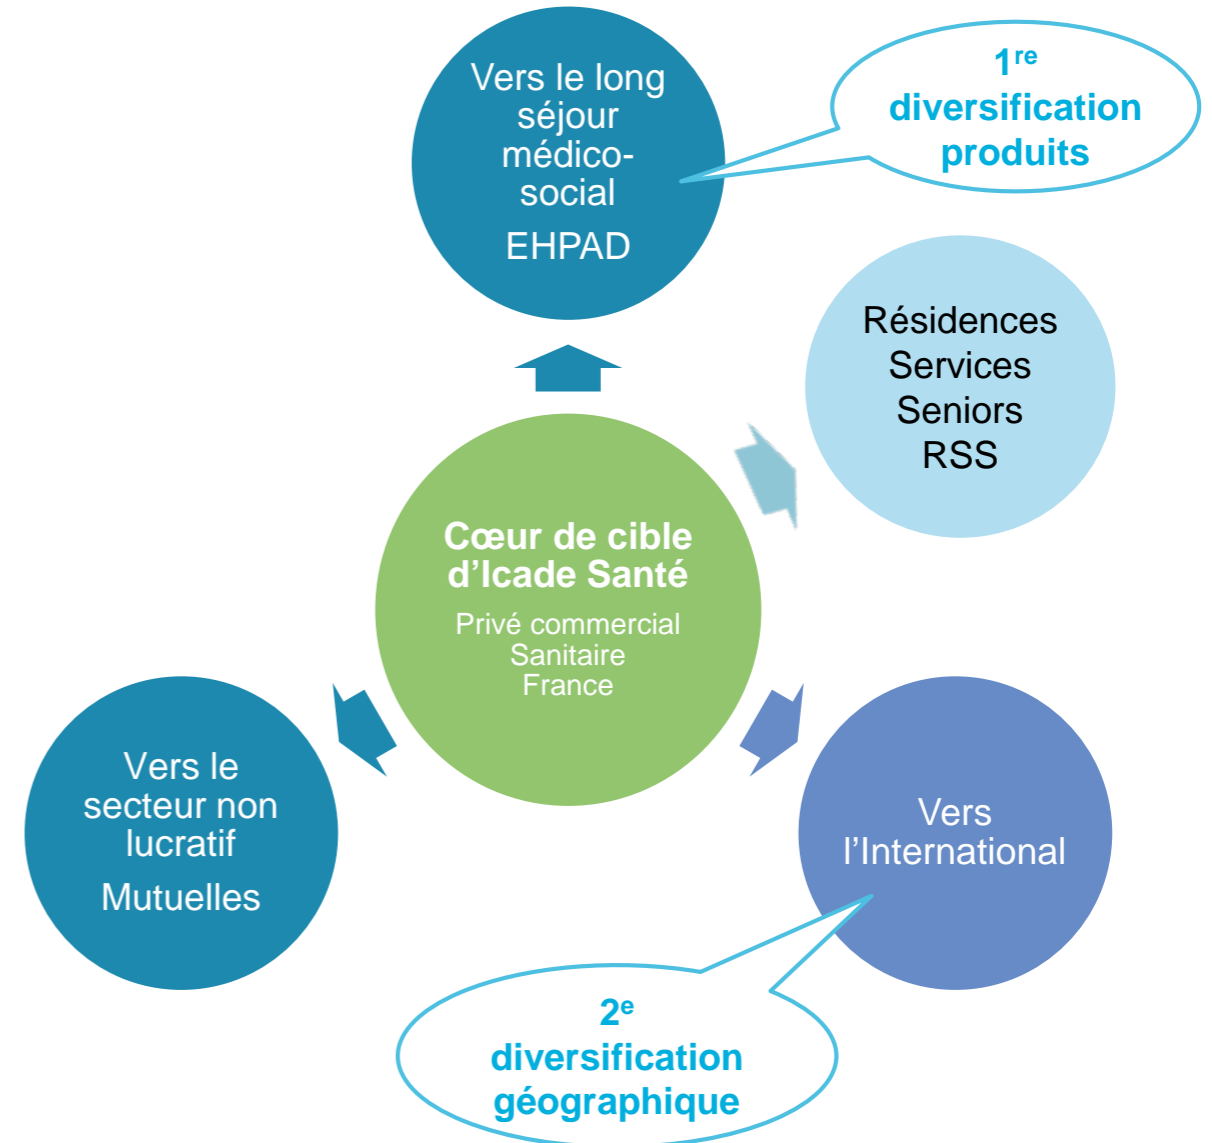 Vers le long
séjour
médico-
social
EHPAD
1re
diversification
produits
Résidences
Services
Seniors
RSS
Cœur de cible
d’Icade Santé
Privé commercial
Sanitaire
France
Vers le
secteur non
lucratif
Mutuelles
Vers
l’International
2e
diversification
géographique